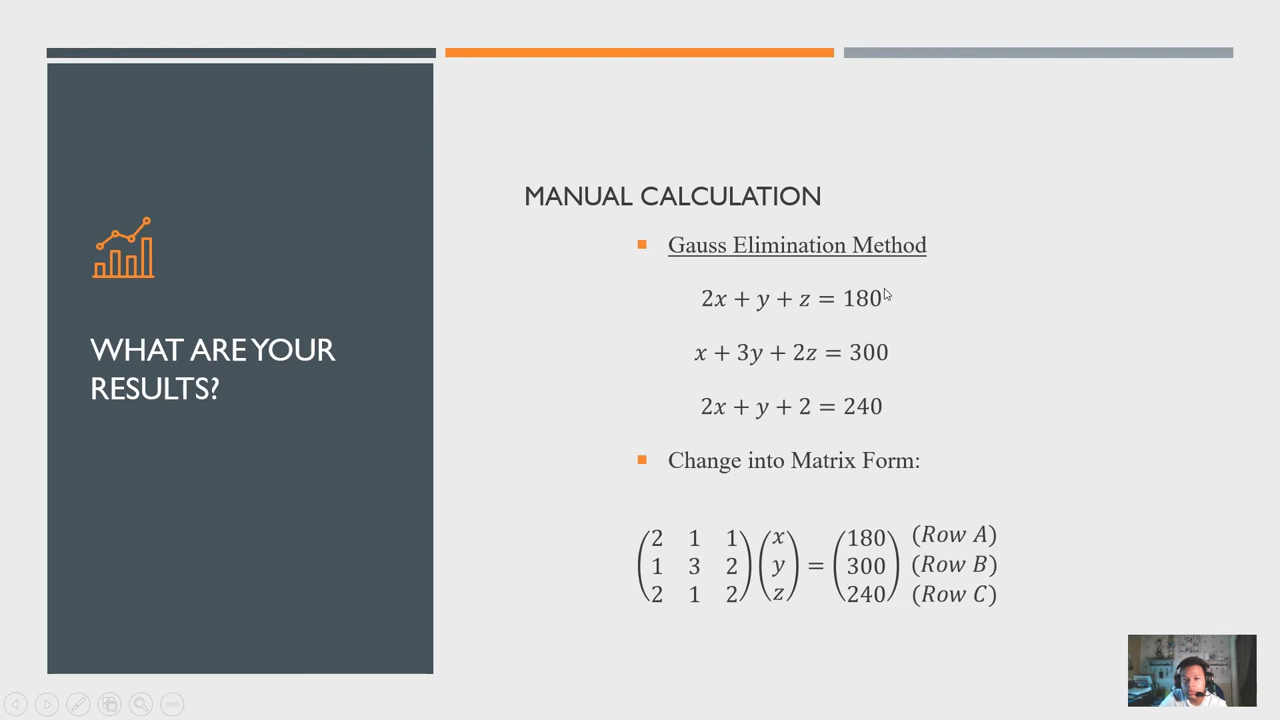 WHAT ARE YOUR
RESULTS?
MANUAL CALCULATION
Gauss Elimination Method
2x + y + z = 180
x + 3y + 2z = 300
2x + y + 2 = 240
Change into Matrix Form:
(2 1 1) (x) = (180) (Row A)
(1 3 2) (y) (300) (Row B)
(2 1 2) (z) (240) (Row C)